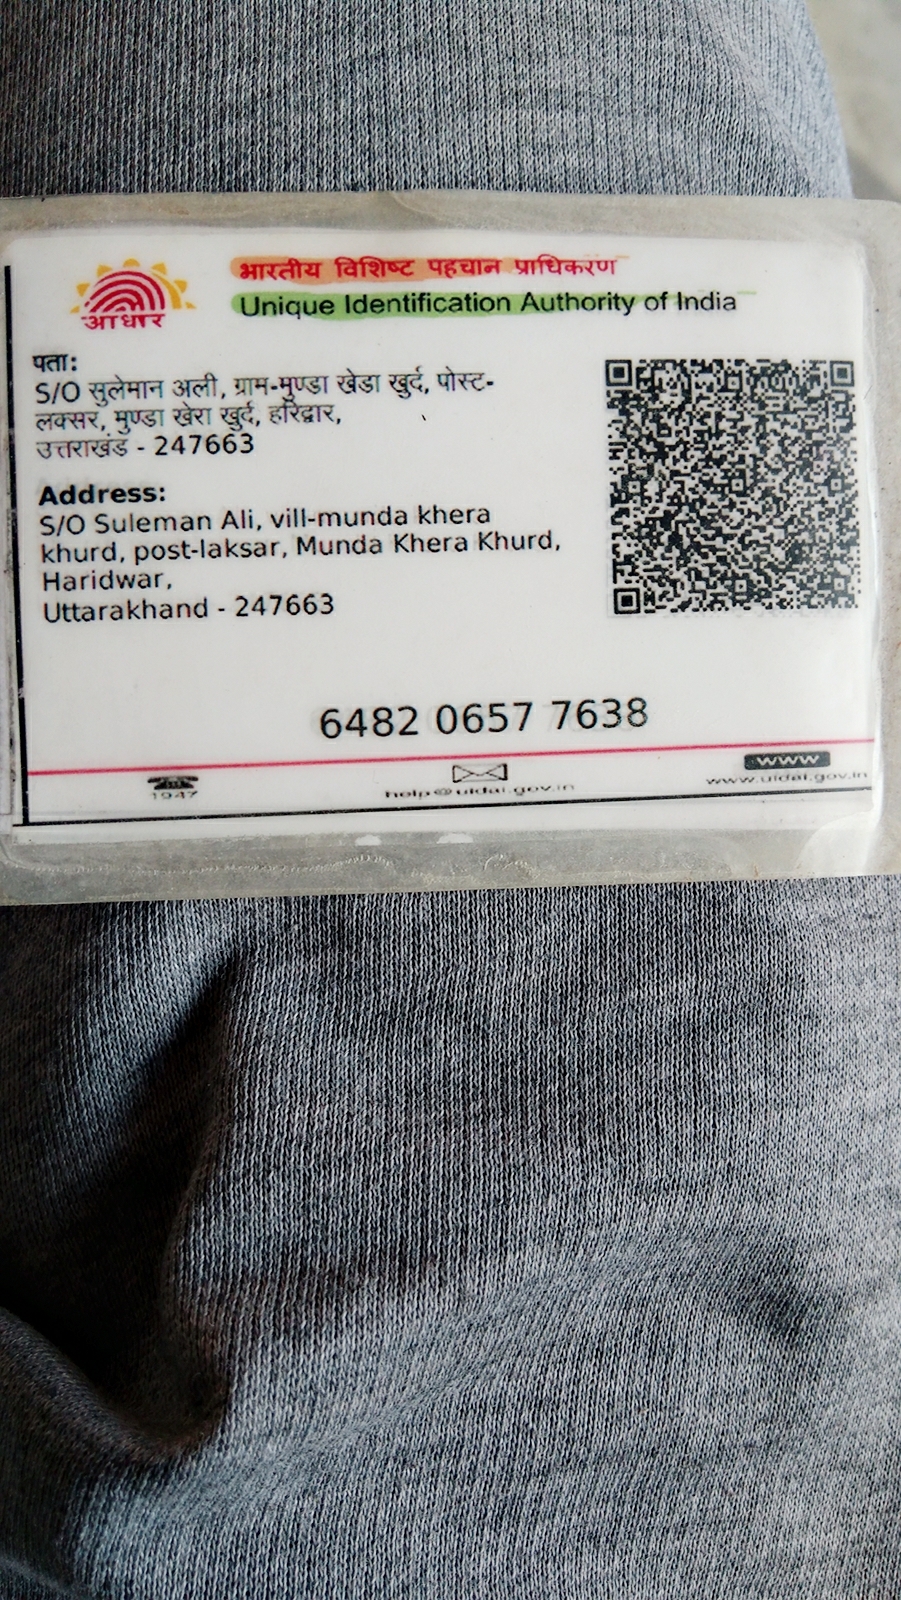 भारतीय विशिष्ट पहचान प्राधिकरण
Unique Identification Authority of India
आधार
पता:
S/O सुलेमान अली, ग्राम-मुण्डा खेडा खुर्द, पोस्ट-
लक्सर, मुण्डा खेरा खुर्द, हरिद्वार,
उत्तराखंड - 247663
Address:
S/O Suleman Ali, vill-munda khera
khurd, post-laksar, Munda Khera Khurd,
Haridwar,
Uttarakhand - 247663
6482 0657 7638
1947
help@uidai.gov.in
www
www.uidai.gov.in